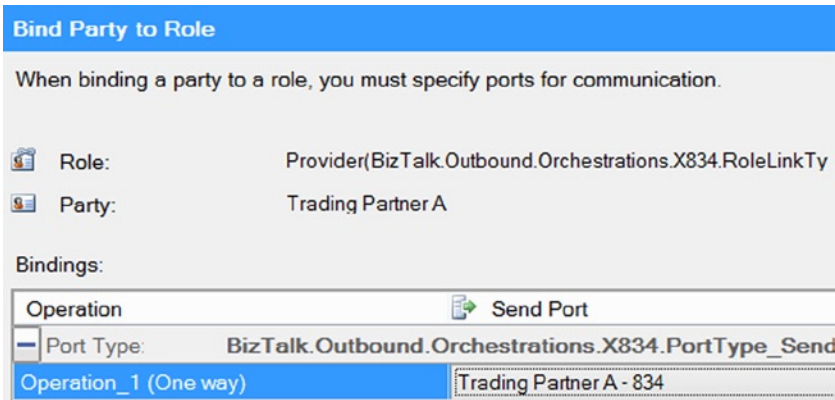 Bind Party to Role
When binding a party to a role, you must specify ports for communication.
Role: Provider(BizTalk.Outbound.Orchestrations.X834.RoleLinkTy
Party: Trading Partner A
Bindings:
Operation Send Port
Port Type: BizTalk.Outbound.Orchestrations.X834.PortType_Send
Operation_1 (One way) Trading Partner A - 834